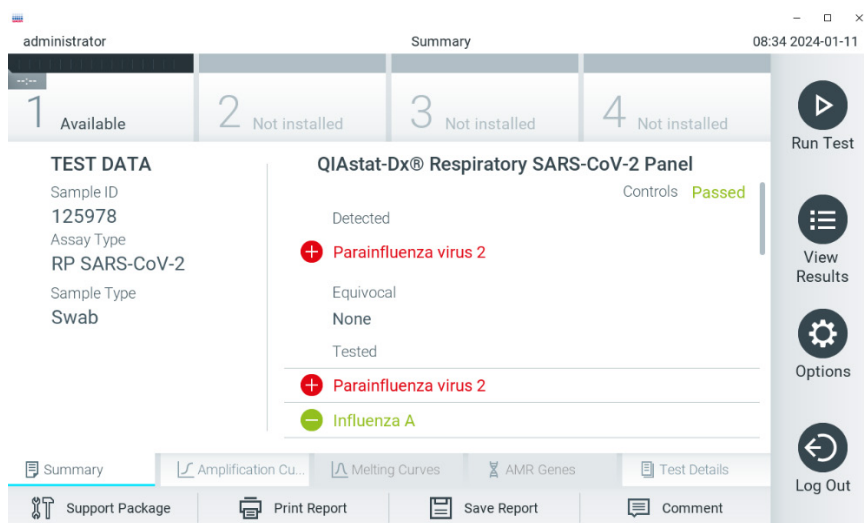 administrator
Summary
08:34 2024-01-11
--:--
1 Available
2 Not installed
3 Not installed
4 Not installed
Run Test
View Results
Options
Log Out
TEST DATA
Sample ID
125978
Assay Type
RP SARS-CoV-2
Sample Type
Swab
QIAstat-Dx® Respiratory SARS-CoV-2 Panel
Controls Passed
Detected
Parainfluenza virus 2
Equivocal
None
Tested
Parainfluenza virus 2
Influenza A
Summary
Amplification Cu...
Melting Curves
AMR Genes
Test Details
Support Package
Print Report
Save Report
Comment